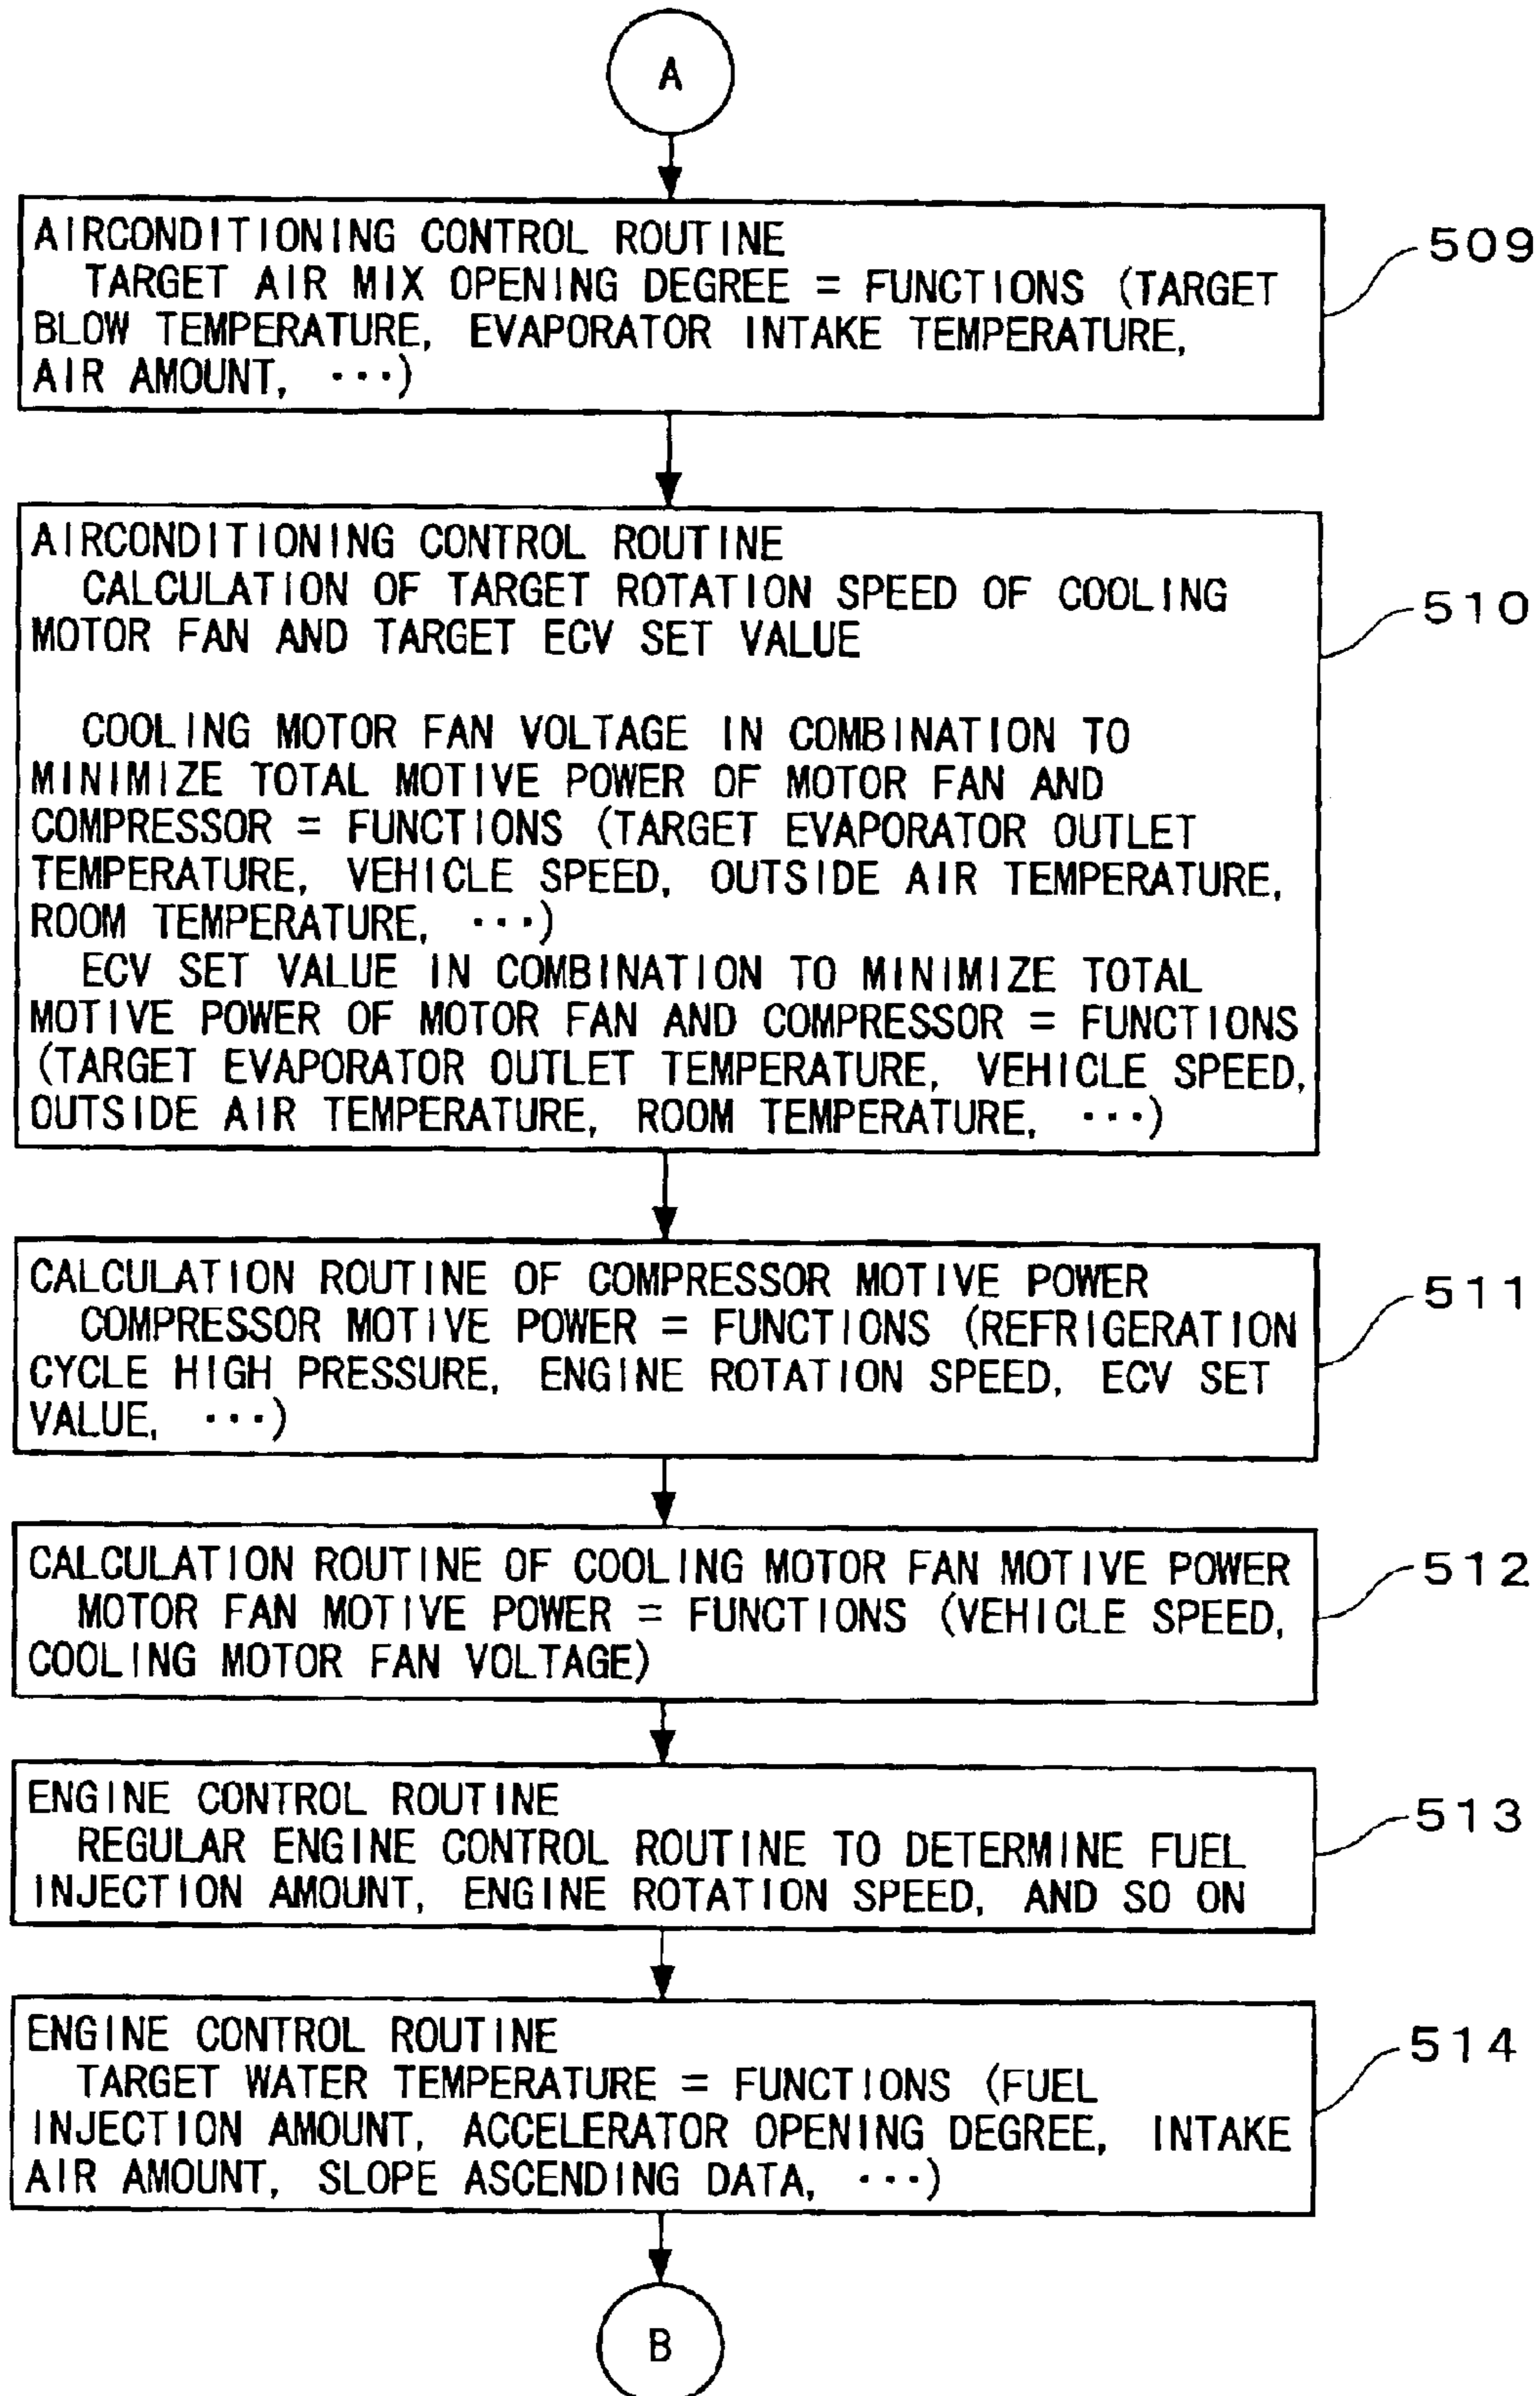 A
AIRCONDITIONING CONTROL ROUTINE
TARGET AIR MIX OPENING DEGREE = FUNCTIONS (TARGET
BLOW TEMPERATURE, EVAPORATOR INTAKE TEMPERATURE,
AIR AMOUNT, ···)
509
AIRCONDITIONING CONTROL ROUTINE
CALCULATION OF TARGET ROTATION SPEED OF COOLING
MOTOR FAN AND TARGET ECV SET VALUE
COOLING MOTOR FAN VOLTAGE IN COMBINATION TO
MINIMIZE TOTAL MOTIVE POWER OF MOTOR FAN AND
COMPRESSOR = FUNCTIONS (TARGET EVAPORATOR OUTLET
TEMPERATURE, VEHICLE SPEED, OUTSIDE AIR TEMPERATURE,
ROOM TEMPERATURE, ···)
ECV SET VALUE IN COMBINATION TO MINIMIZE TOTAL
MOTIVE POWER OF MOTOR FAN AND COMPRESSOR = FUNCTIONS
(TARGET EVAPORATOR OUTLET TEMPERATURE, VEHICLE SPEED,
OUTSIDE AIR TEMPERATURE, ROOM TEMPERATURE, ···)
510
CALCULATION ROUTINE OF COMPRESSOR MOTIVE POWER
COMPRESSOR MOTIVE POWER = FUNCTIONS (REFRIGERATION
CYCLE HIGH PRESSURE, ENGINE ROTATION SPEED, ECV SET
VALUE, ···)
511
CALCULATION ROUTINE OF COOLING MOTOR FAN MOTIVE POWER
MOTOR FAN MOTIVE POWER = FUNCTIONS (VEHICLE SPEED,
COOLING MOTOR FAN VOLTAGE)
512
ENGINE CONTROL ROUTINE
REGULAR ENGINE CONTROL ROUTINE TO DETERMINE FUEL
INJECTION AMOUNT, ENGINE ROTATION SPEED, AND SO ON
513
ENGINE CONTROL ROUTINE
TARGET WATER TEMPERATURE = FUNCTIONS (FUEL
INJECTION AMOUNT, ACCELERATOR OPENING DEGREE, INTAKE
AIR AMOUNT, SLOPE ASCENDING DATA, ···)
514
B